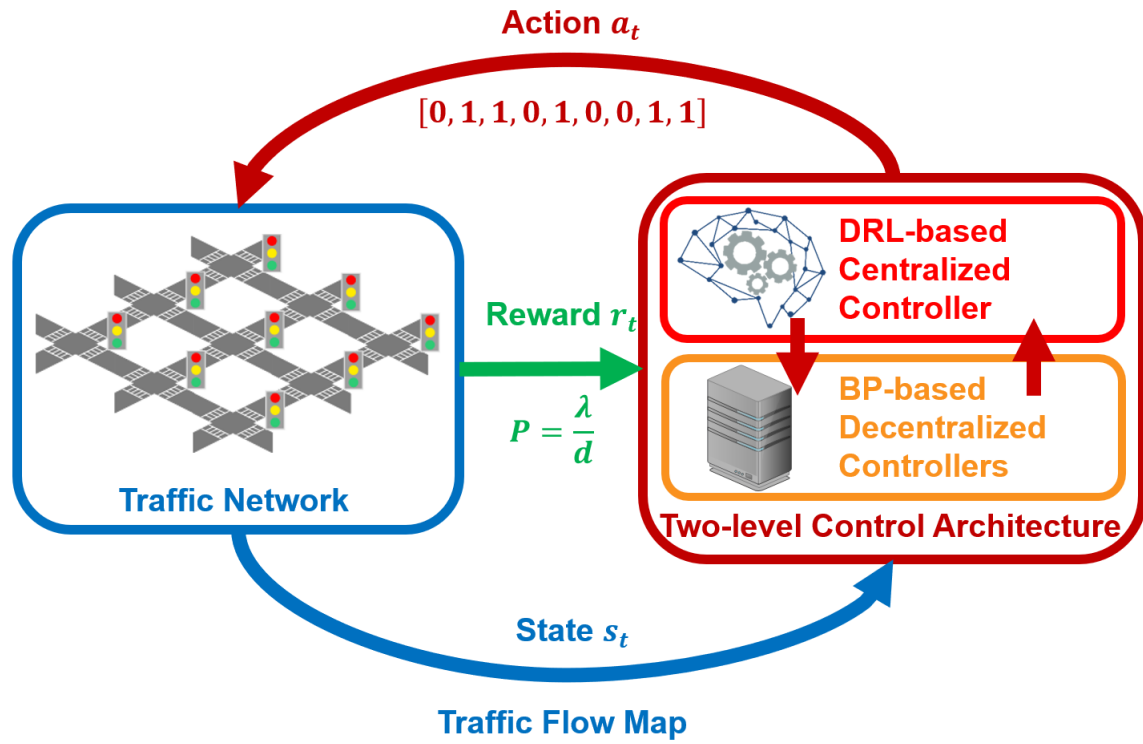 Action a_t
[0, 1, 1, 0, 1, 0, 0, 1, 1]
DRL-based
Centralized
Controller
Reward r_t
P = λ/d
BP-based
Decentralized
Controllers
Traffic Network
Two-level Control Architecture
State s_t
Traffic Flow Map